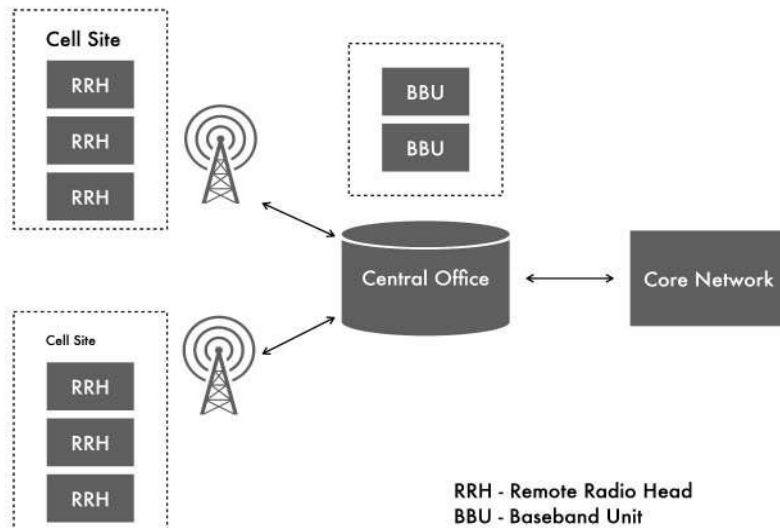 Cell Site
RRH
RRH
RRH
BBU
BBU
Central Office
Core Network
Cell Site
RRH
RRH
RRH
RRH - Remote Radio Head
BBU - Baseband Unit